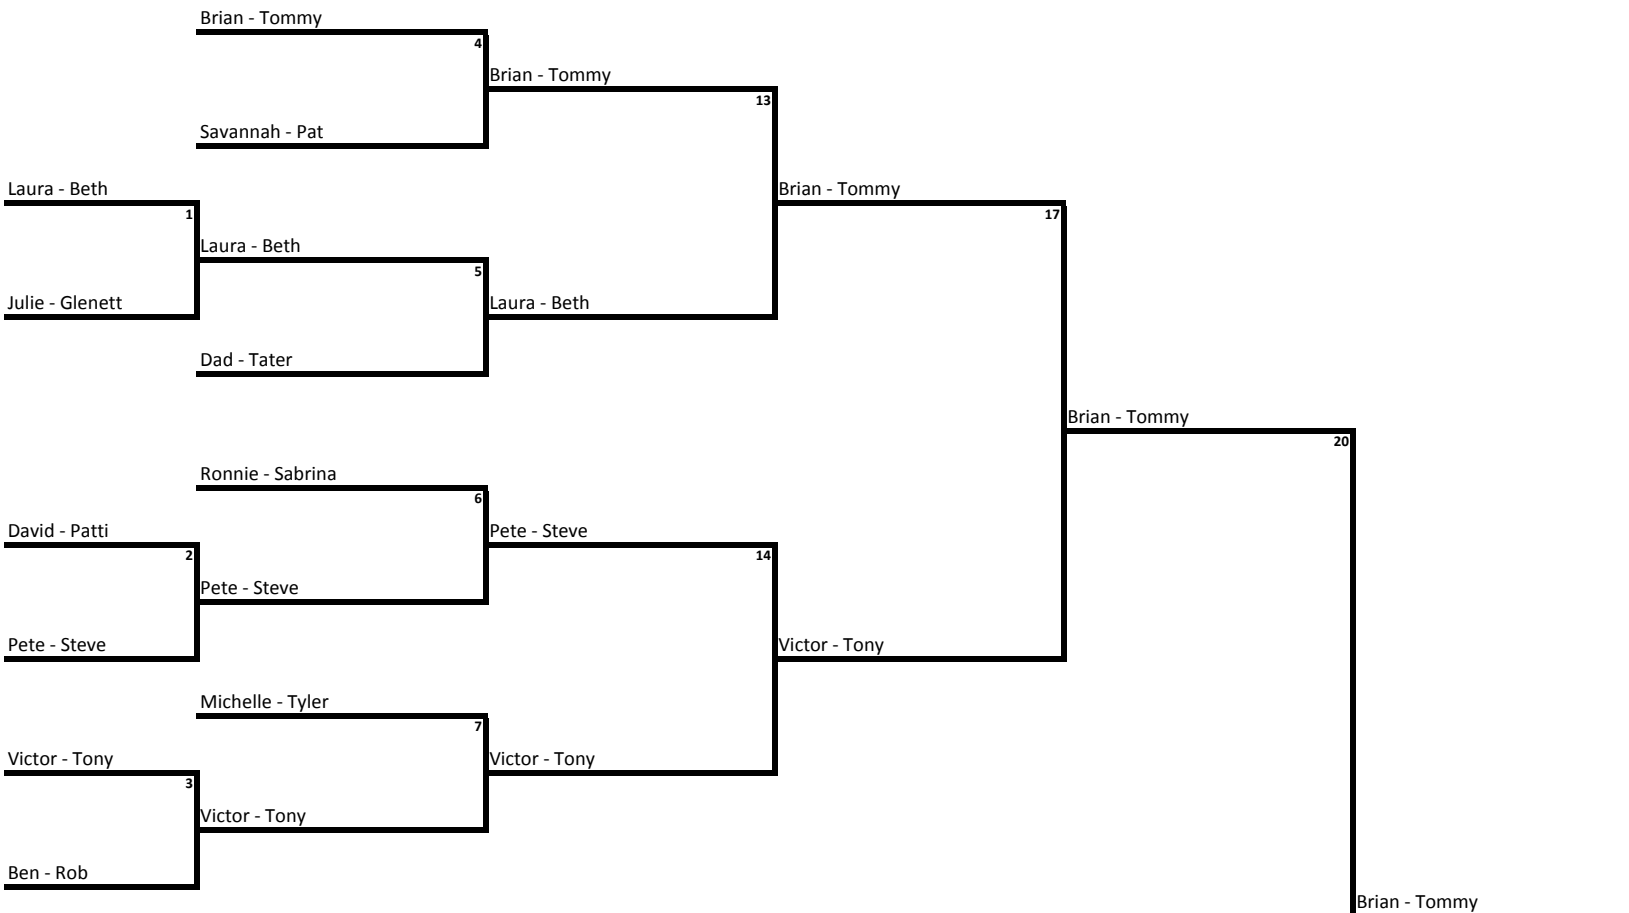 Brian - Tommy
4
Brian - Tommy
13
Savannah - Pat
Laura - Beth
Brian - Tommy
1
17
Laura - Beth
5
Julie - Glenett
Laura - Beth
Dad - Tater
Brian - Tommy
20
Ronnie - Sabrina
6
David - Patti
Pete - Steve
2
14
Pete - Steve
Pete - Steve
Victor - Tony
Michelle - Tyler
7
Victor - Tony
Victor - Tony
3
Victor - Tony
Ben - Rob
Brian - Tommy